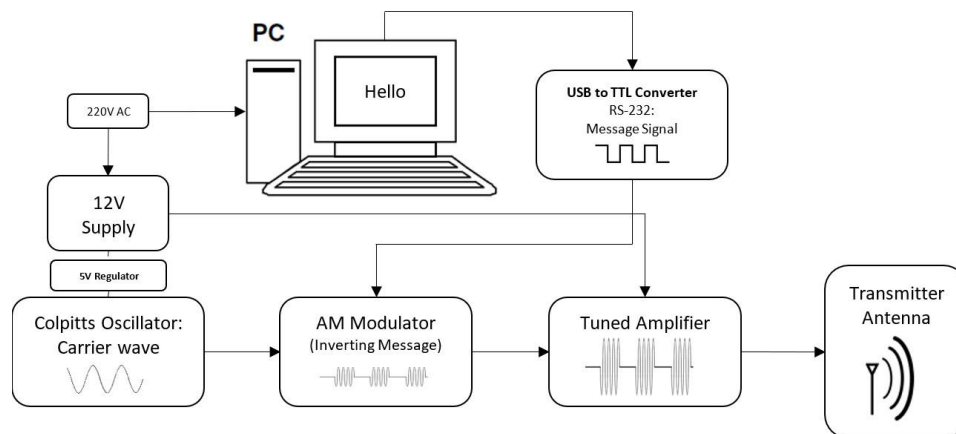 PC
Hello
USB to TTL Converter
RS-232:
Message Signal
220V AC
12V
Supply
5V Regulator
Colpitts Oscillator:
Carrier wave
AM Modulator
(Inverting Message)
Tuned Amplifier
Transmitter
Antenna